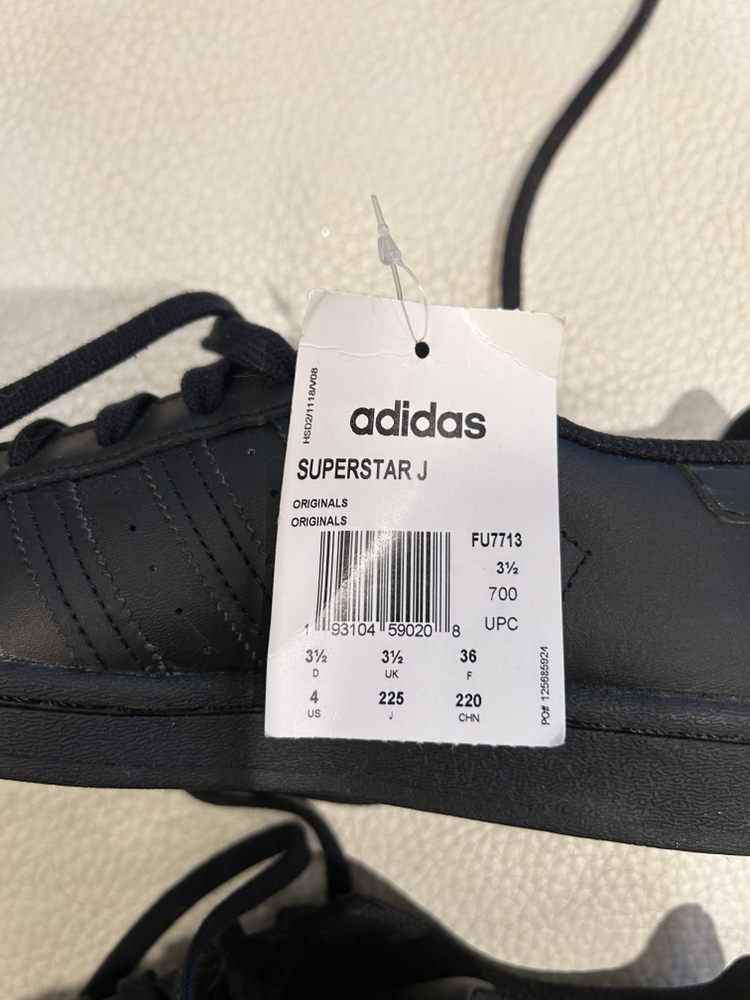 HSD2/1118/V08
adidas
SUPERSTAR J
ORIGINALS
ORIGINALS
FU7713
3½
700
UPC
1 93104 59020 8
3½ 3½ 36
D UK F
4 225 220
US J CHN
PO# 125685924